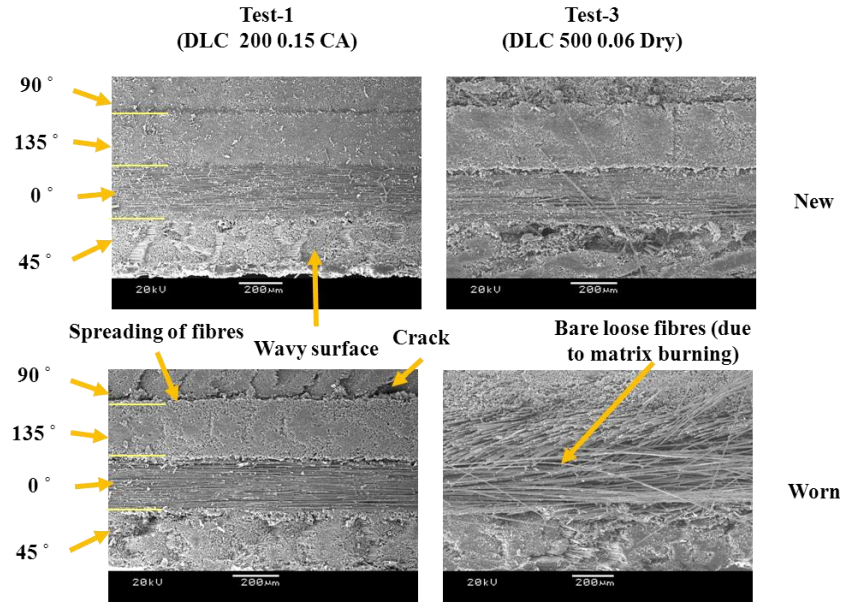 Test-1
(DLC 200 0.15 CA)
Test-3
(DLC 500 0.06 Dry)
90 °
135 °
0 °
45 °
20kV 200μm
20kV 200μm
New
Spreading of fibres
Wavy surface
Crack
Bare loose fibres (due
to matrix burning)
90 °
135 °
0 °
45 °
20kV 200μm
20kV 200μm
Worn